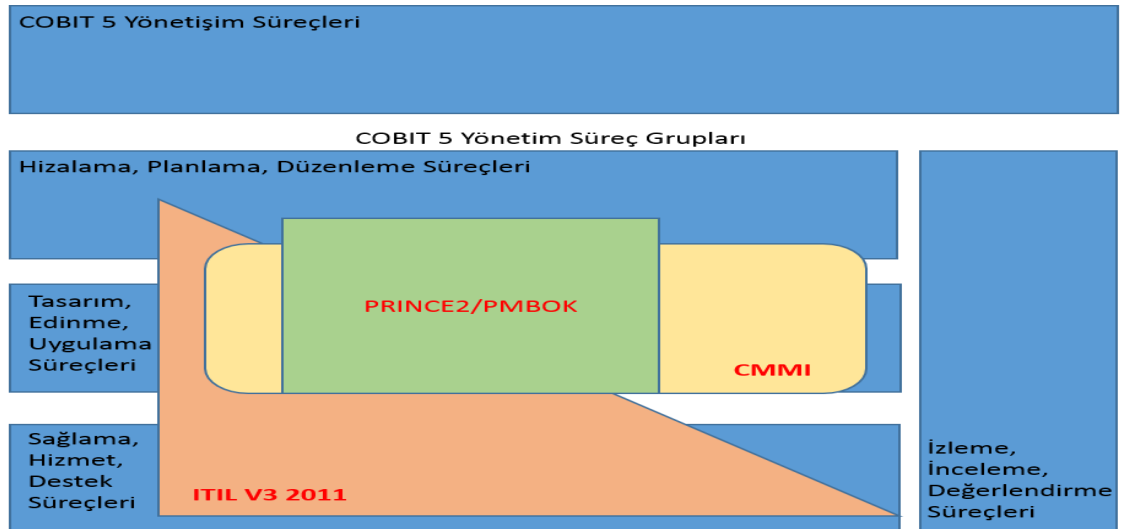 COBIT 5 Yönetişim Süreçleri
COBIT 5 Yönetim Süreç Grupları
Hizalama, Planlama, Düzenleme Süreçleri
Tasarım,
Edinme,
Uygulama
Süreçleri
PRINCE2/PMBOK
CMMI
Sağlama,
Hizmet,
Destek
Süreçleri
ITIL V3 2011
İzleme,
İnceleme,
Değerlendirme
Süreçleri